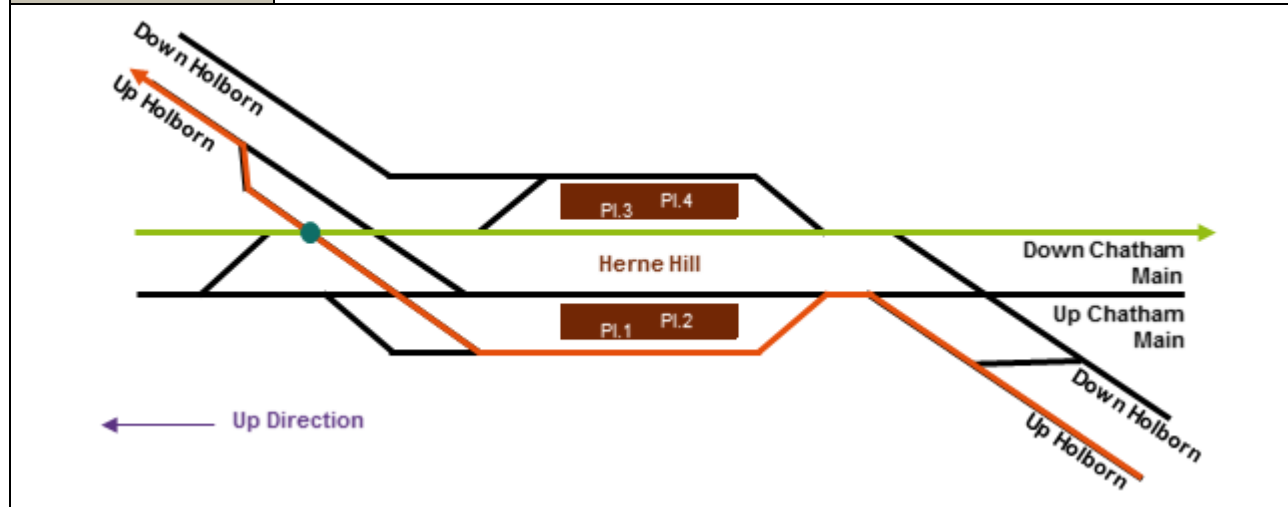 Down Holborn
Up Holborn
Pl.3
Pl.4
Herne Hill
Down Chatham
Main
Pl.1
Pl.2
Up Chatham
Main
Up Direction
Down Holborn
Up Holborn